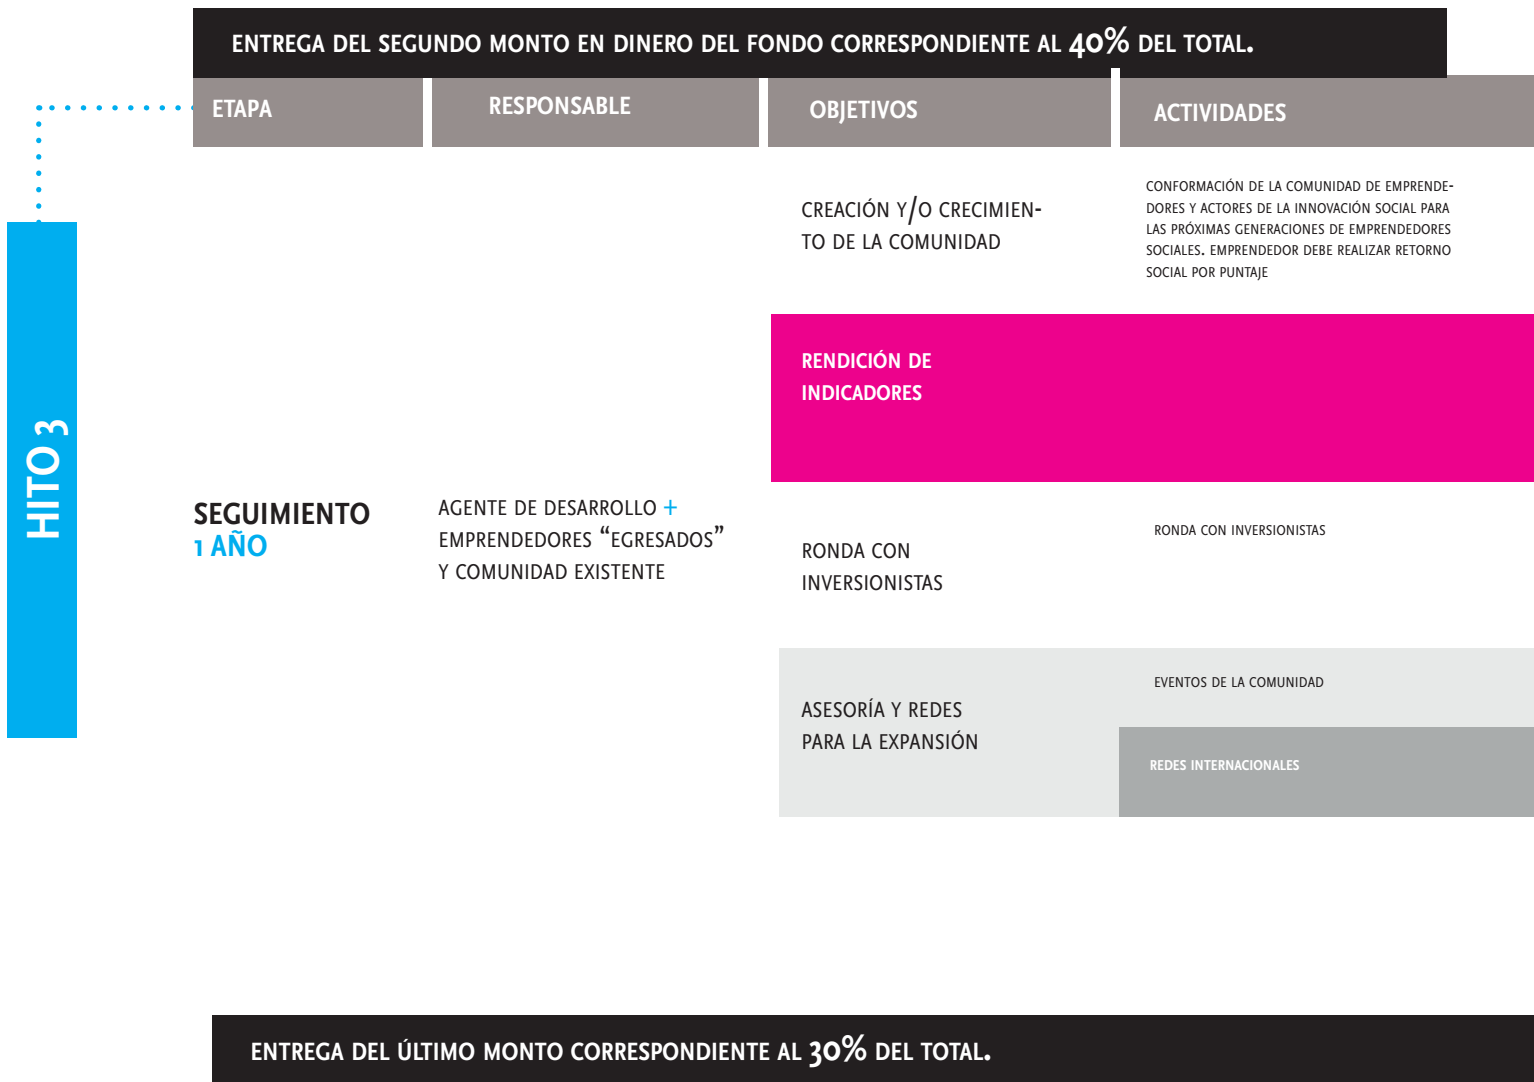 ENTREGA DEL SEGUNDO MONTO EN DINERO DEL FONDO CORRESPONDIENTE AL 40% DEL TOTAL.
ETAPA
RESPONSABLE
OBJETIVOS
ACTIVIDADES
HITO 3
SEGUIMIENTO
1 AÑO
AGENTE DE DESARROLLO +
EMPRENDEDORES “EGRESADOS”
Y COMUNIDAD EXISTENTE
CREACIÓN Y/O CRECIMIEN-
TO DE LA COMUNIDAD
CONFORMACIÓN DE LA COMUNIDAD DE EMPRENDE-
DORES Y ACTORES DE LA INNOVACIÓN SOCIAL PARA
LAS PRÓXIMAS GENERACIONES DE EMPRENDEDORES
SOCIALES. EMPRENDEDOR DEBE REALIZAR RETORNO
SOCIAL POR PUNTAJE
RENDICIÓN DE
INDICADORES
RONDA CON
INVERSIONISTAS
RONDA CON INVERSIONISTAS
ASESORÍA Y REDES
PARA LA EXPANSIÓN
EVENTOS DE LA COMUNIDAD
REDES INTERNACIONALES
ENTREGA DEL ÚLTIMO MONTO CORRESPONDIENTE AL 30% DEL TOTAL.